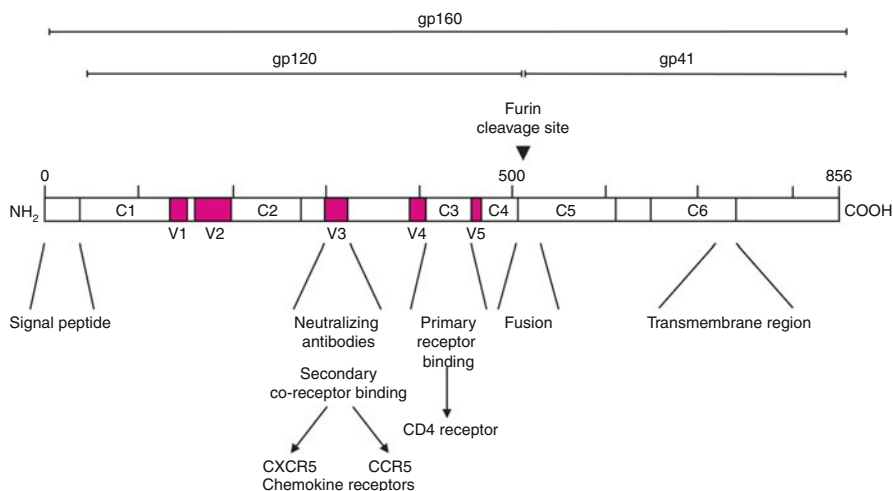 gp160
gp120 gp41
Furin
cleavage site
0 500 856
NH2 C1 C2 C3 C4 C5 C6 COOH
V1 V2 V3 V4 V5
Signal peptide
Neutralizing
antibodies
Secondary
co-receptor binding
CXCR5 CCR5
Chemokine receptors
Primary
receptor
binding
CD4 receptor
Fusion
Transmembrane region